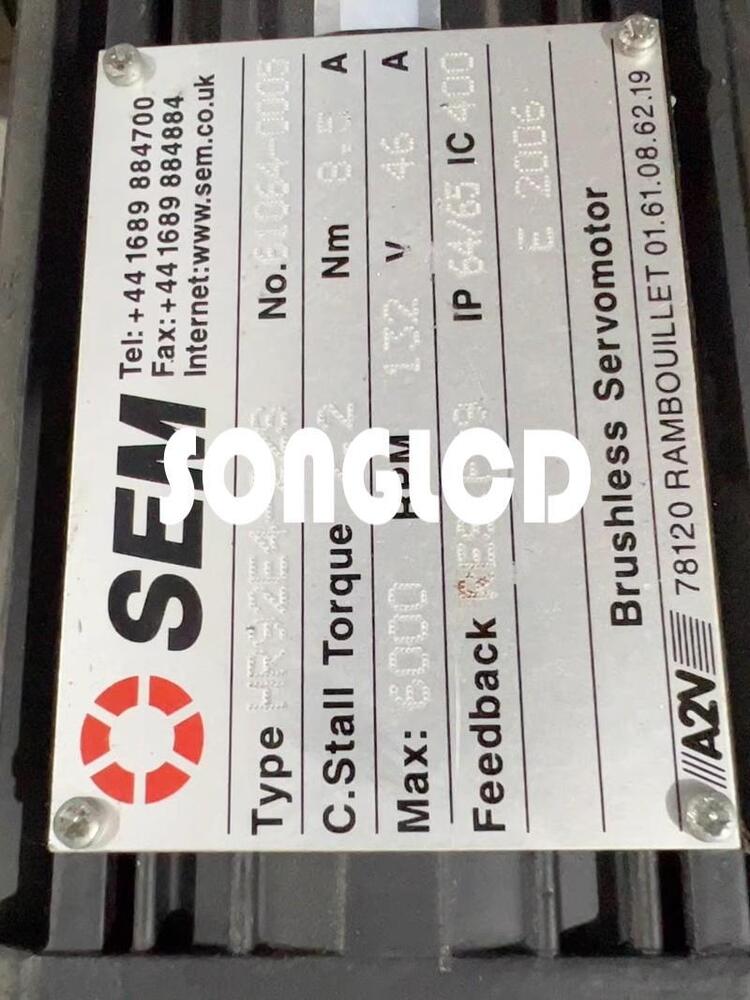 SEM
Tel: +44 1689 884700
Fax: +44 1689 884884
Internet: www.sem.co.uk
Type No.
C. Stall Torque Nm 8.5 A
Max: 6000 RPM 132 V 46 A
Feedback IP 64/65 IC 400
E 2006
Brushless Servomotor
A2V 78120 RAMBOUILLET 01.61.08.62.19
SONGLCD